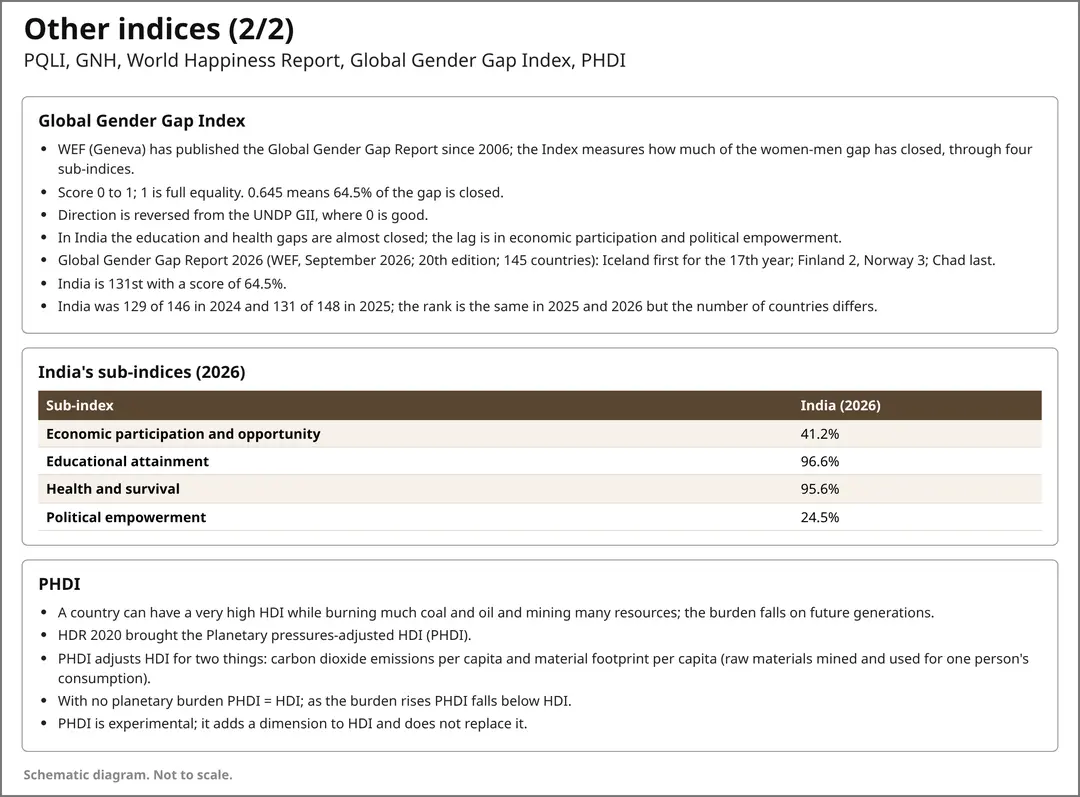 Other indices (2/2)
PQLI, GNH, World Happiness Report, Global Gender Gap Index, PHDI
Global Gender Gap Index
• WEF (Geneva) has published the Global Gender Gap Report since 2006; the Index measures how much of the women-men gap has closed, through four
sub-indices.
• Score 0 to 1; 1 is full equality. 0.645 means 64.5% of the gap is closed.
• Direction is reversed from the UNDP GII, where 0 is good.
• In India the education and health gaps are almost closed; the lag is in economic participation and political empowerment.
• Global Gender Gap Report 2026 (WEF, September 2026; 20th edition; 145 countries): Iceland first for the 17th year; Finland 2, Norway 3; Chad last.
• India is 131st with a score of 64.5%.
• India was 129 of 146 in 2024 and 131 of 148 in 2025; the rank is the same in 2025 and 2026 but the number of countries differs.
India's sub-indices (2026)
Sub-index India (2026)
Economic participation and opportunity 41.2%
Educational attainment 96.6%
Health and survival 95.6%
Political empowerment 24.5%
PHDI
• A country can have a very high HDI while burning much coal and oil and mining many resources; the burden falls on future generations.
• HDR 2020 brought the Planetary pressures-adjusted HDI (PHDI).
• PHDI adjusts HDI for two things: carbon dioxide emissions per capita and material footprint per capita (raw materials mined and used for one person's
consumption).
• With no planetary burden PHDI = HDI; as the burden rises PHDI falls below HDI.
• PHDI is experimental; it adds a dimension to HDI and does not replace it.
Schematic diagram. Not to scale.